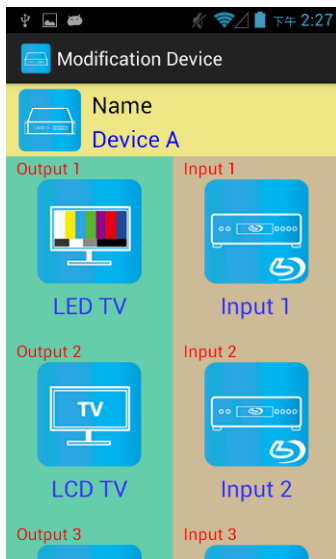 下午 2:27
Modification Device
Name
Device A
Output 1
Input 1
LED TV
Input 1
Output 2
Input 2
TV
LCD TV
Input 2
Output 3
Input 3